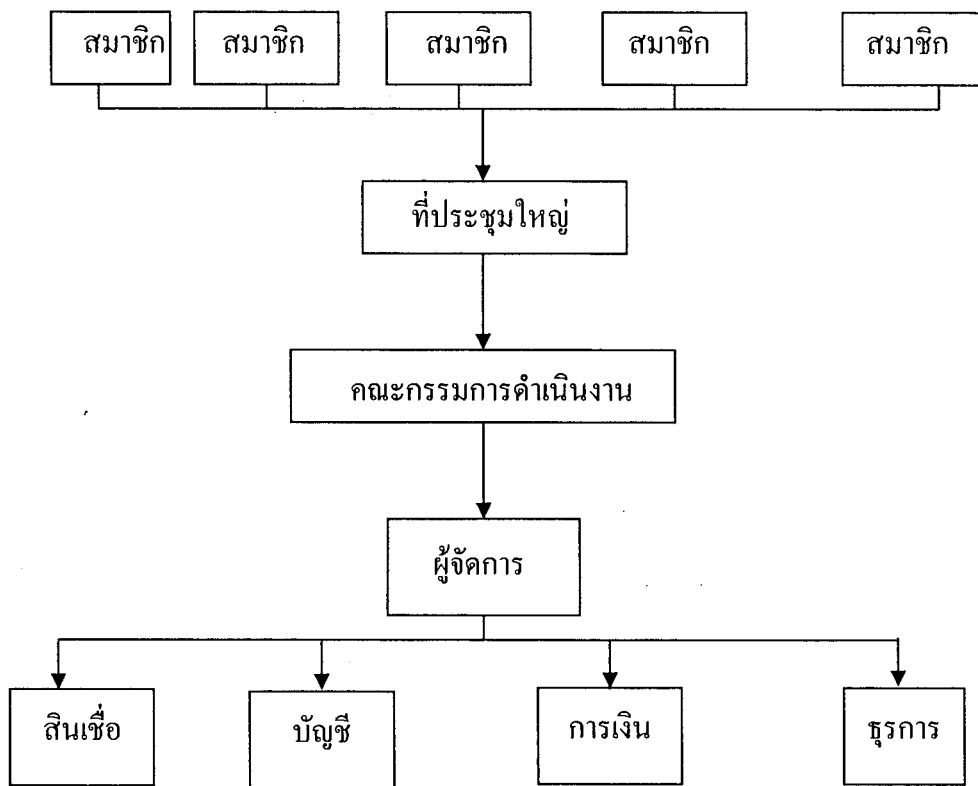 สมาชิก สมาชิก สมาชิก สมาชิก สมาชิก
ที่ประชุมใหญ่
คณะกรรมการดำเนินงาน
ผู้จัดการ
สินเชื่อ บัญชี การเงิน ธุรการ